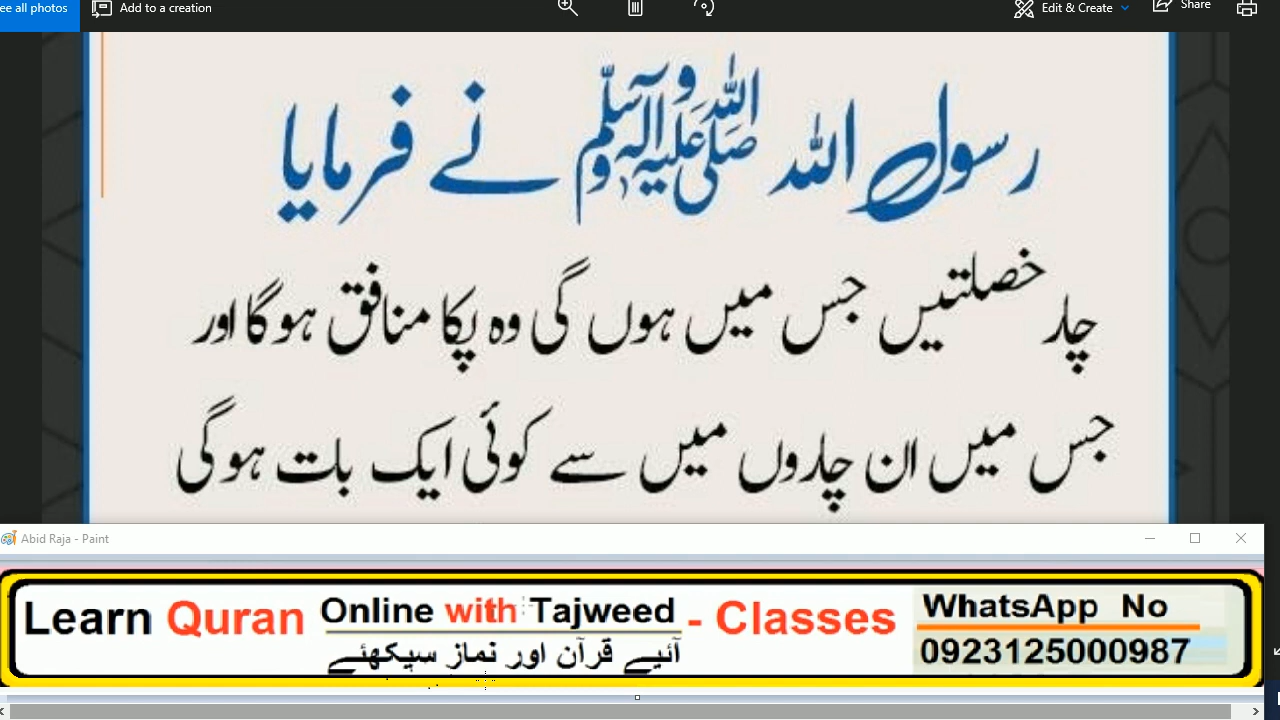 ee all photos
Add to a creation
Edit & Create
Share
رسول اللہ صلی اللہ علیہ وآلہ وسلم نے فرمایا
چار خصلتیں جس میں ہوں گی وہ پکا منافق ہوگا اور
جس میں ان چاروں میں سے کوئی ایک بات ہوگی
Abid Raja - Paint
Learn Quran Online with Tajweed - Classes
آئیے قرآن اور نماز سیکھئے
WhatsApp No
0923125000987